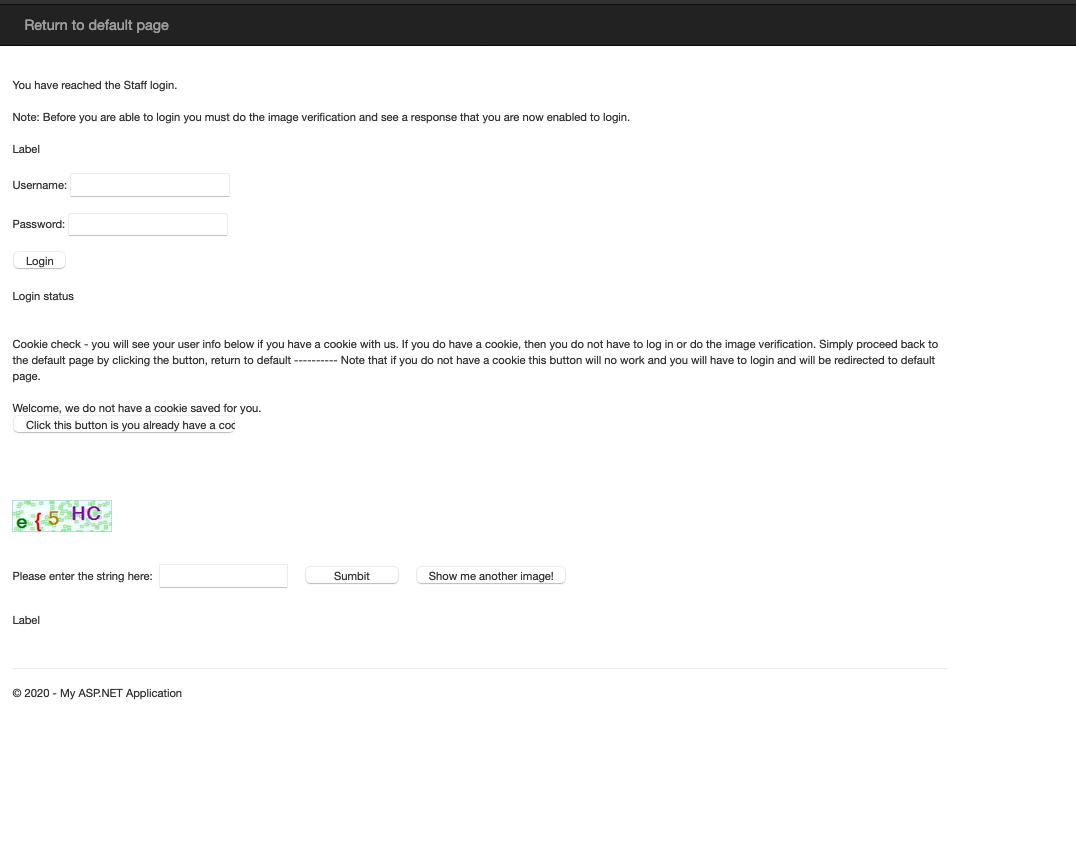 Return to default page
You have reached the Staff login.
Note: Before you are able to login you must do the image verification and see a response that you are now enabled to login.
Label
Username:
Password:
Login
Login status
Cookie check - you will see your user info below if you have a cookie with us. If you do have a cookie, then you do not have to log in or do the image verification. Simply proceed back to
the default page by clicking the button, return to default ---------- Note that if you do not have a cookie this button will no work and you will have to login and will be redirected to default
page.
Welcome, we do not have a cookie saved for you.
Click this button is you already have a coo
e{5HC
Please enter the string here: Sumbit Show me another image!
Label
© 2020 - My ASP.NET Application